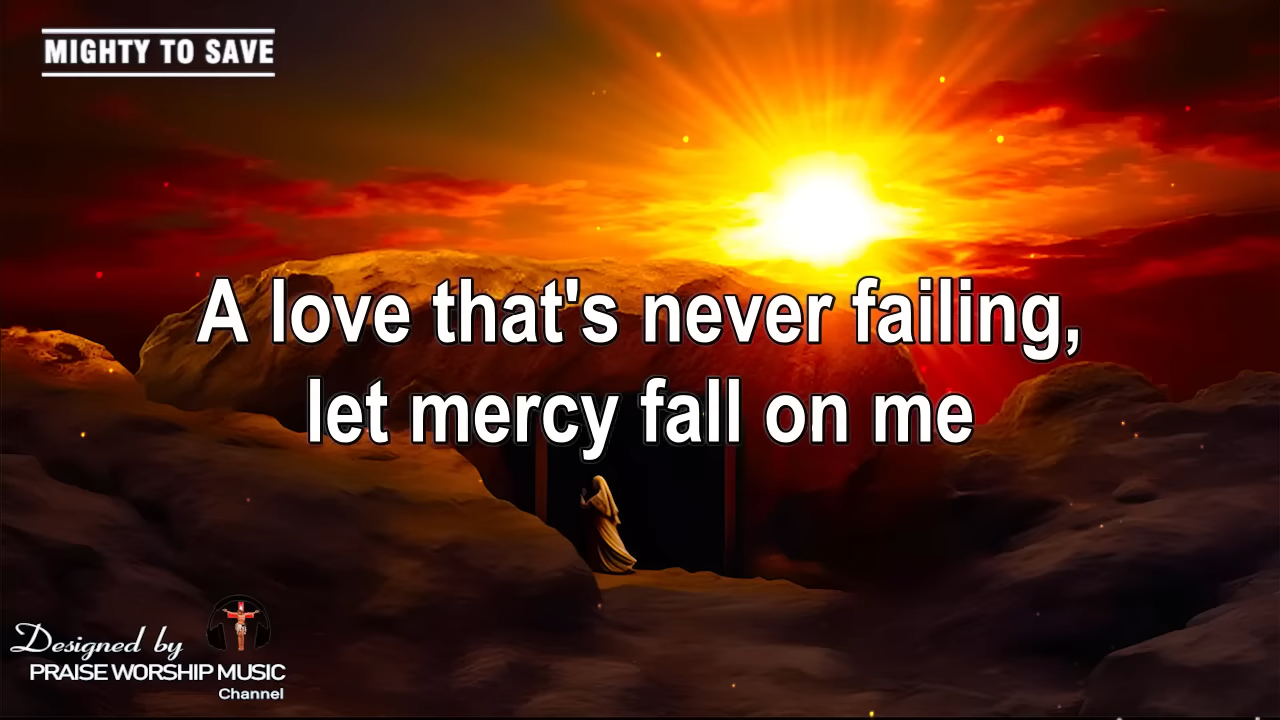 MIGHTY TO SAVE
A love that's never failing,
let mercy fall on me
Designed by
PRAISE WORSHIP MUSIC
Channel